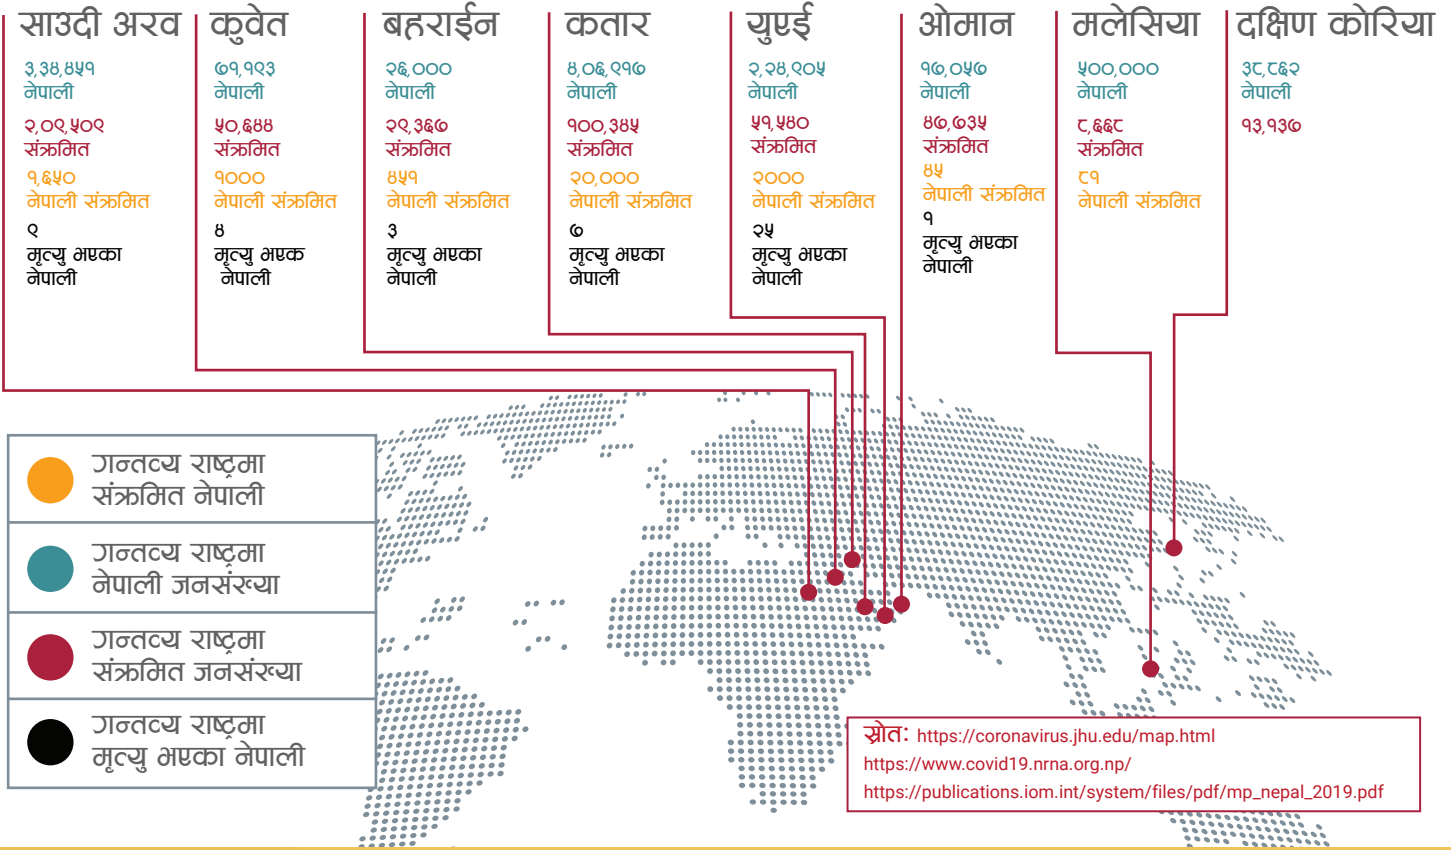 साउदी अरव
३,३४,४५१
नेपाली
२,०९,५०९
संक्रमित
१,६५०
नेपाली संक्रमित
९
मृत्यु भएका
नेपाली
कुवेत
७१,१९३
नेपाली
५०,६४४
संक्रमित
१०००
नेपाली संक्रमित
४
मृत्यु भएक
नेपाली
बहराईन
२६,०००
नेपाली
२९,३६७
संक्रमित
४५१
नेपाली संक्रमित
३
मृत्यु भएका
नेपाली
कतार
४,०६,९१७
नेपाली
१००,३४५
संक्रमित
२०,०००
नेपाली संक्रमित
७
मृत्यु भएका
नेपाली
युएई
२,२४,९०५
नेपाली
५१,५४०
संक्रमित
२०००
नेपाली संक्रमित
२५
मृत्यु भएका
नेपाली
ओमान
१७,०५७
नेपाली
४७,७३५
संक्रमित
४५
नेपाली संक्रमित
१
मृत्यु भएका
नेपाली
मलेसिया
५००,०००
नेपाली
८,६६८
संक्रमित
८१
नेपाली संक्रमित
दक्षिण कोरिया
३८,८६२
नेपाली
१३,१३७
गन्तव्य राष्ट्रमा
संक्रमित नेपाली
गन्तव्य राष्ट्रमा
नेपाली जनसंख्या
गन्तव्य राष्ट्रमा
संक्रमित जनसंख्या
गन्तव्य राष्ट्रमा
मृत्यु भएका नेपाली
स्रोत: https://coronavirus.jhu.edu/map.html
https://www.covid19.nrna.org.np/
https://publications.iom.int/system/files/pdf/mp_nepal_2019.pdf